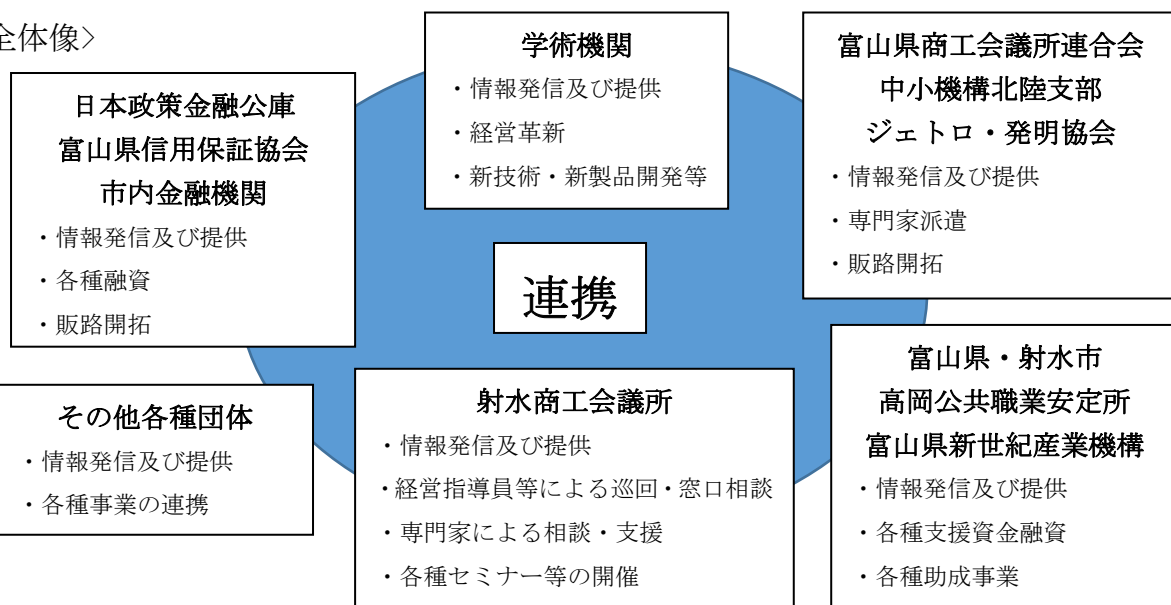 全体像>
日本政策金融公庫
富山県信用保証協会
市内金融機関
・情報発信及び提供
・各種融資
・販路開拓
学術機関
・情報発信及び提供
・経営革新
・新技術・新製品開発等
富山県商工会議所連合会
中小機構北陸支部
ジェトロ・発明協会
・情報発信及び提供
・専門家派遣
・販路開拓
連携
その他各種団体
・情報発信及び提供
・各種事業の連携
射水商工会議所
・情報発信及び提供
・経営指導員等による巡回・窓口相談
・専門家による相談・支援
・各種セミナー等の開催
富山県・射水市
高岡公共職業安定所
富山県新世紀産業機構
・情報発信及び提供
・各種支援資金融資
・各種助成事業